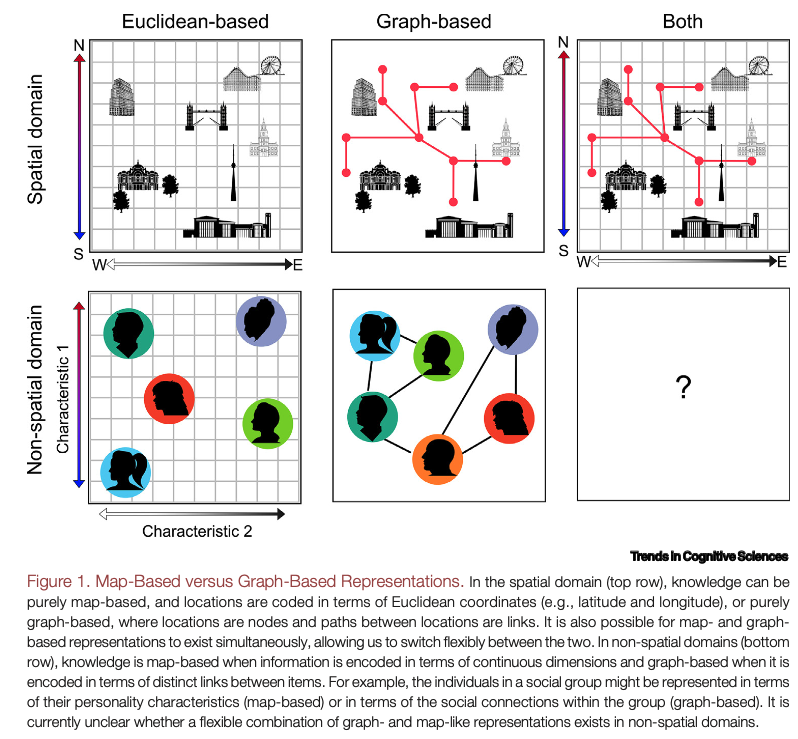 Euclidean-based
Graph-based
Both
Spatial domain
N
S
W
E
N
S
W
E
Non-spatial domain
Characteristic 1
Characteristic 2
?
Trends in Cognitive Sciences
Figure 1. Map-Based versus Graph-Based Representations. In the spatial domain (top row), knowledge can be
purely map-based, and locations are coded in terms of Euclidean coordinates (e.g., latitude and longitude), or purely
graph-based, where locations are nodes and paths between locations are links. It is also possible for map- and graph-
based representations to exist simultaneously, allowing us to switch flexibly between the two. In non-spatial domains (bottom
row), knowledge is map-based when information is encoded in terms of continuous dimensions and graph-based when it is
encoded in terms of distinct links between items. For example, the individuals in a social group might be represented in terms
of their personality characteristics (map-based) or in terms of the social connections within the group (graph-based). It is
currently unclear whether a flexible combination of graph- and map-like representations exists in non-spatial domains.